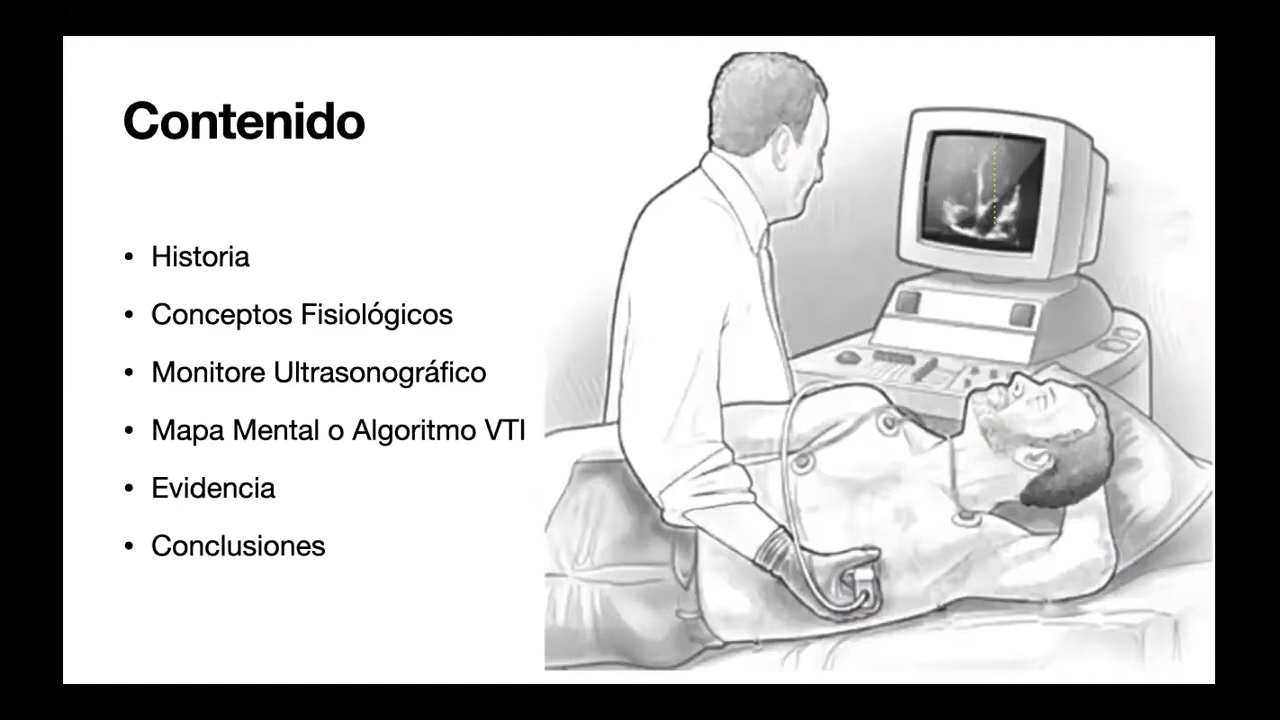 Contenido
• Historia
• Conceptos Fisiológicos
• Monitore Ultrasonográfico
• Mapa Mental o Algoritmo VTI
• Evidencia
• Conclusiones